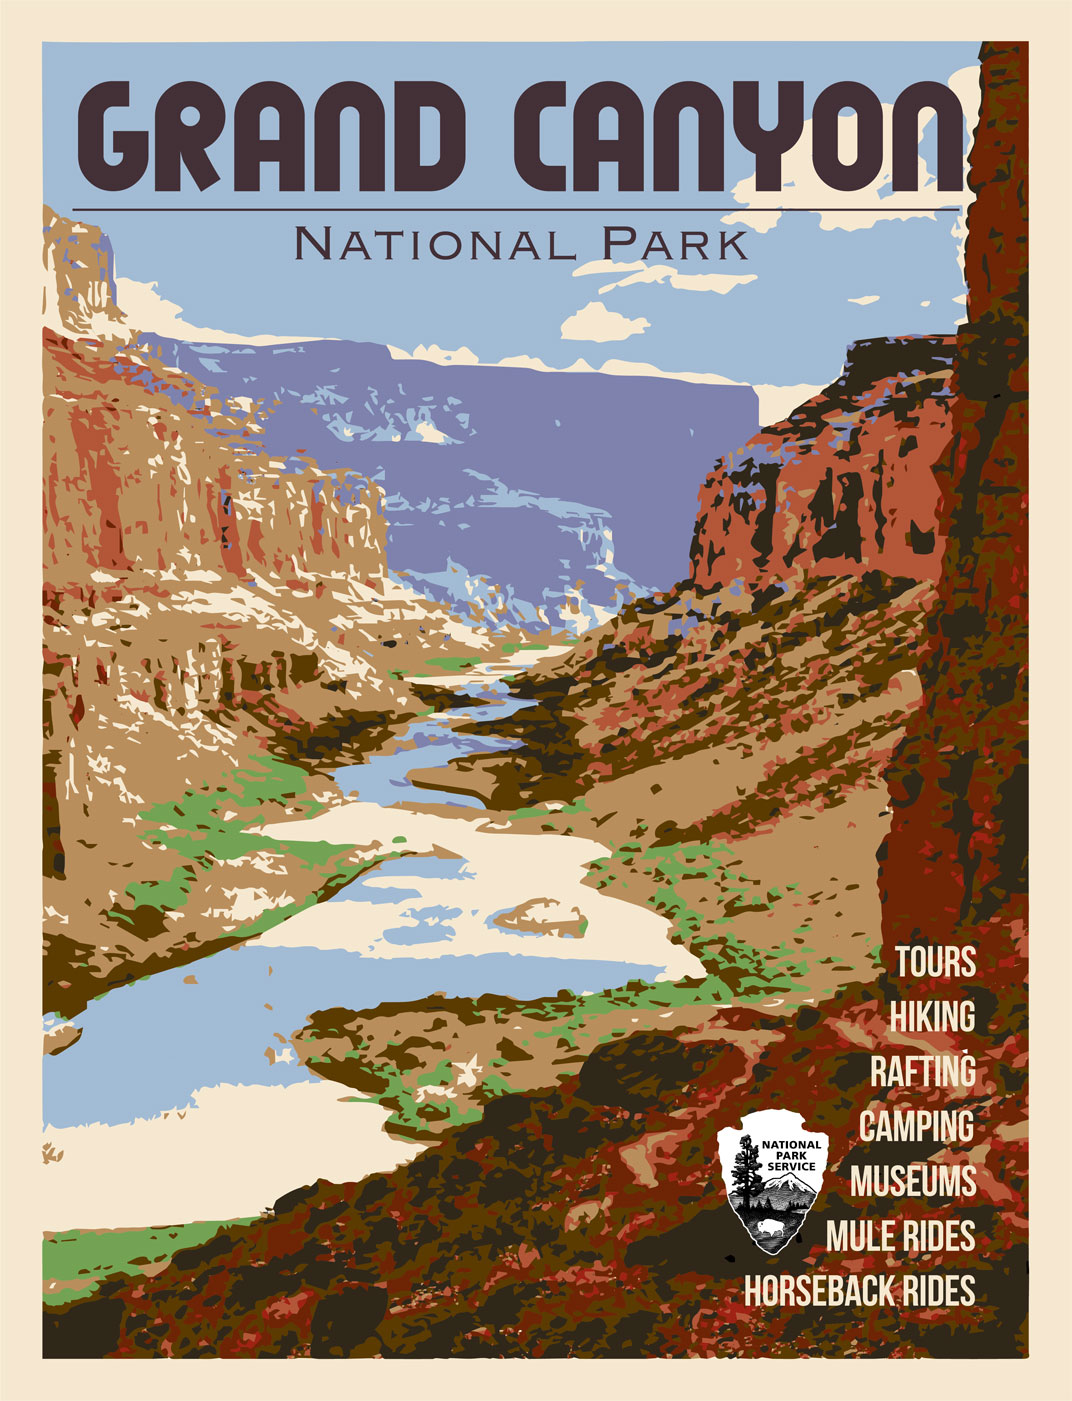 GRAND CANYON
NATIONAL PARK
TOURS
HIKING
RAFTING
CAMPING
MUSEUMS
MULE RIDES
HORSEBACK RIDES
NATIONAL
PARK
SERVICE